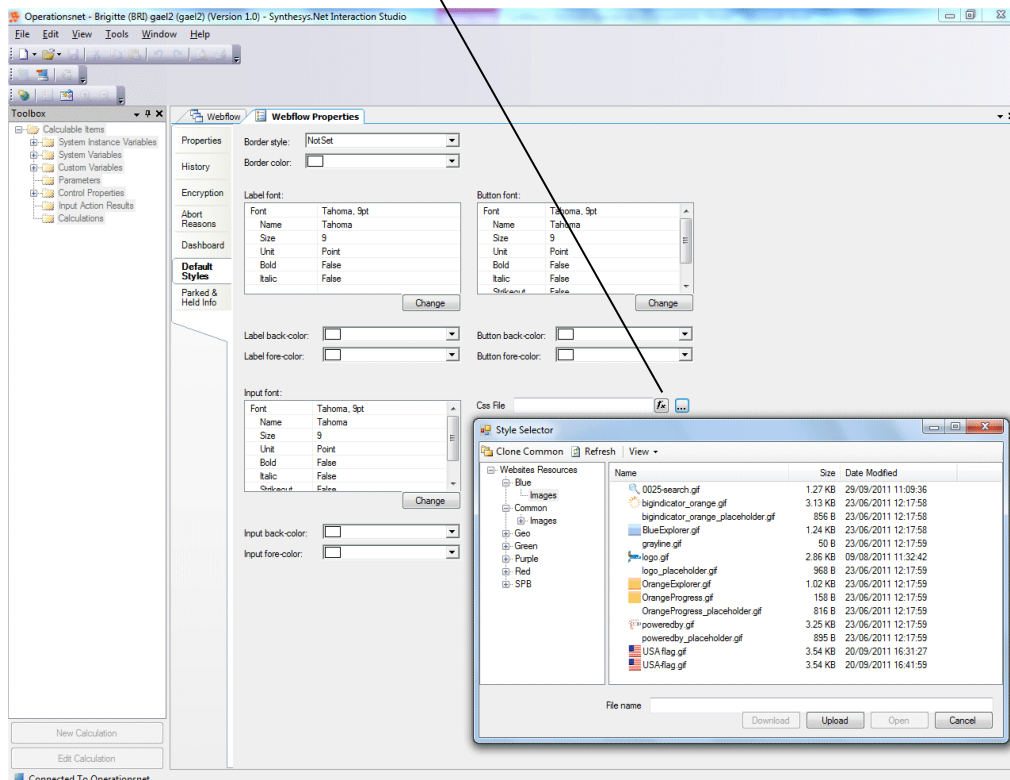 Operationsnet - Brigitte (BRI) gael2 (gael2) (Version 1.0) - Synthesys.Net Interaction Studio
File Edit View Tools Window Help
Toolbox
Calculable Items
System Instance Variables
System Variables
Custom Variables
Parameters
Control Properties
Input Action Results
Calculations
New Calculation
Edit Calculation
Webflow
Webflow Properties
Properties
History
Encryption
Abort
Reasons
Dashboard
Default
Styles
Parked &
Held Info
Border style: NotSet
Border color:
Label font:
Font Tahoma, 9pt
Name Tahoma
Size 9
Unit Point
Bold False
Italic False
Change
Button font:
Font Tahoma, 9pt
Name Tahoma
Size 9
Unit Point
Bold False
Italic False
Strikeout False
Change
Label back-color:
Label fore-color:
Button back-color:
Button fore-color:
Input font:
Font Tahoma, 9pt
Name Tahoma
Size 9
Unit Point
Bold False
Italic False
Strikeout False
Change
Input back-color:
Input fore-color:
Css File fx ...
Style Selector
Clone Common Refresh View
Websites Resources
Blue
Images
Common
Images
Geo
Green
Purple
Red
SPB
Name Size Date Modified
0025-search.gif 1.27 KB 29/09/2011 11:09:36
bigindicator_orange.gif 3.13 KB 23/06/2011 12:17:58
bigindicator_orange_placeholder.gif 856 B 23/06/2011 12:17:58
BlueExplorer.gif 1.24 KB 23/06/2011 12:17:58
grayline.gif 50 B 23/06/2011 12:17:59
logo.gif 2.86 KB 09/08/2011 11:32:42
logo_placeholder.gif 968 B 23/06/2011 12:17:59
OrangeExplorer.gif 1.02 KB 23/06/2011 12:17:59
OrangeProgress.gif 158 B 23/06/2011 12:17:59
OrangeProgress_placeholder.gif 816 B 23/06/2011 12:17:59
poweredby.gif 3.25 KB 23/06/2011 12:17:59
poweredby_placeholder.gif 895 B 23/06/2011 12:17:59
USA flag.gif 3.54 KB 20/09/2011 16:31:27
USA-flag.gif 3.54 KB 20/09/2011 16:41:59
File name
Download Upload Open Cancel
Connected To Operationsnet